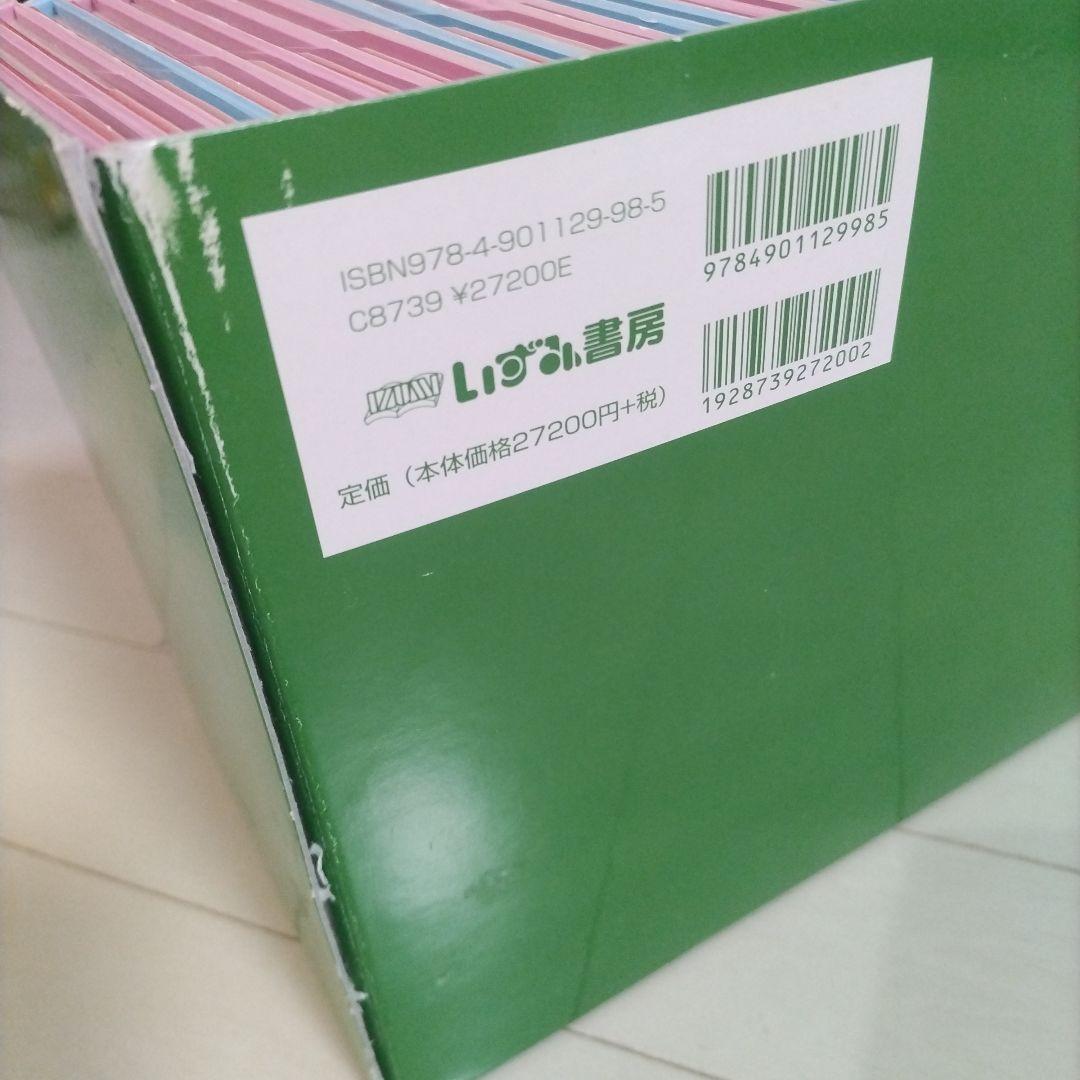 ISBN978-4-901129-98-5
C8739 ¥27200E
IZUMI いずみ書房
定価（本体価格27200円+税）
9784901129985
1928739272002